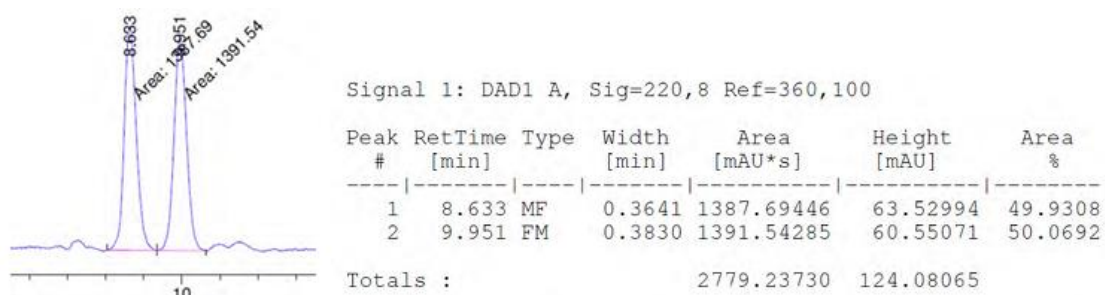 8.633
Area: 1387.69
9.951
Area: 1391.54
10
Signal 1: DAD1 A, Sig=220,8 Ref=360,100
Peak RetTime Type Width Area Height Area
# [min] [min] [mAU*s] [mAU] %
----|-------|----|-------|----------|----------|--------
1 8.633 MF 0.3641 1387.69446 63.52994 49.9308
2 9.951 FM 0.3830 1391.54285 60.55071 50.0692
Totals : 2779.23730 124.08065